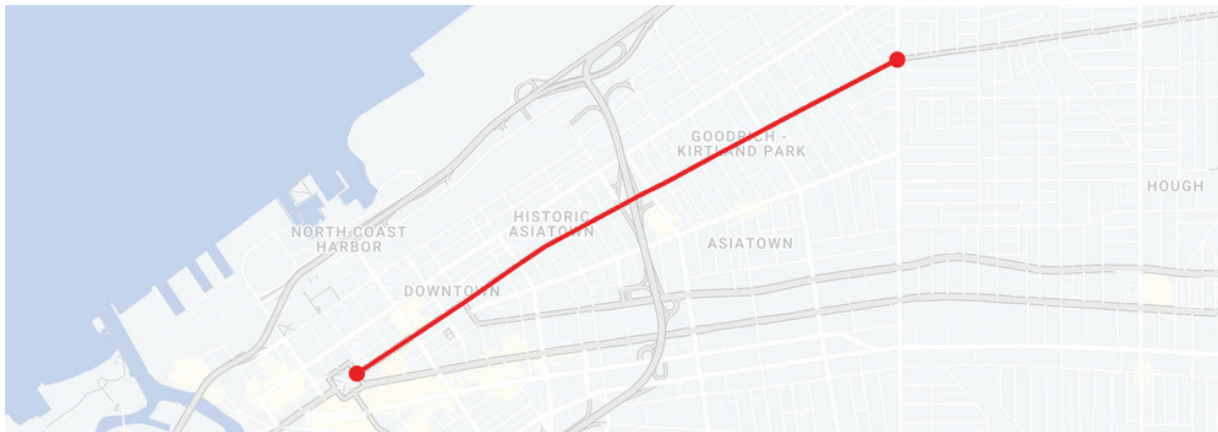 GOODRICH -
KIRTLAND PARK
HOUGH
HISTORIC
ASIATOWN
NORTH COAST
HARBOR
ASIATOWN
DOWNTOWN